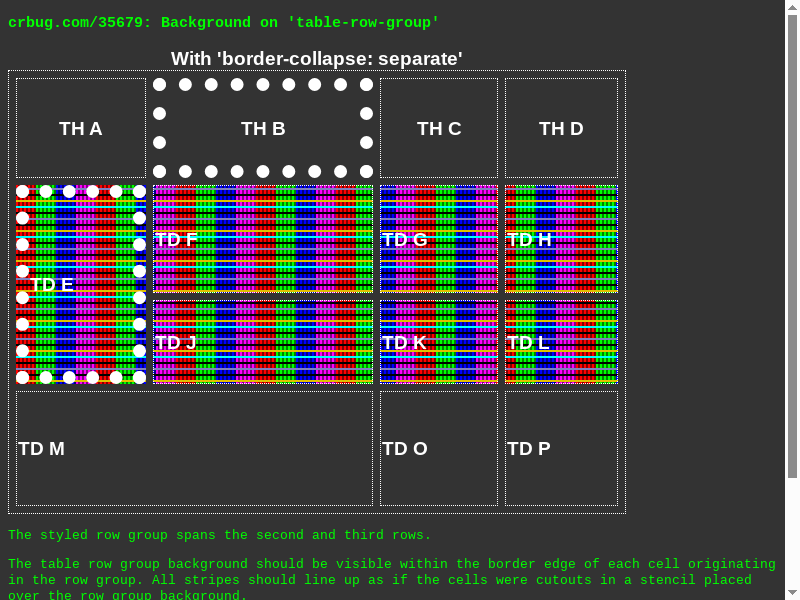 crbug.com/35679: Background on 'table-row-group'
With 'border-collapse: separate'
TH A TH B TH C TH D
TD E TD F TD G TD H
TD J TD K TD L
TD M TD O TD P
The styled row group spans the second and third rows.
The table row group background should be visible within the border edge of each cell originating
in the row group. All stripes should line up as if the cells were cutouts in a stencil placed
over the row group background.